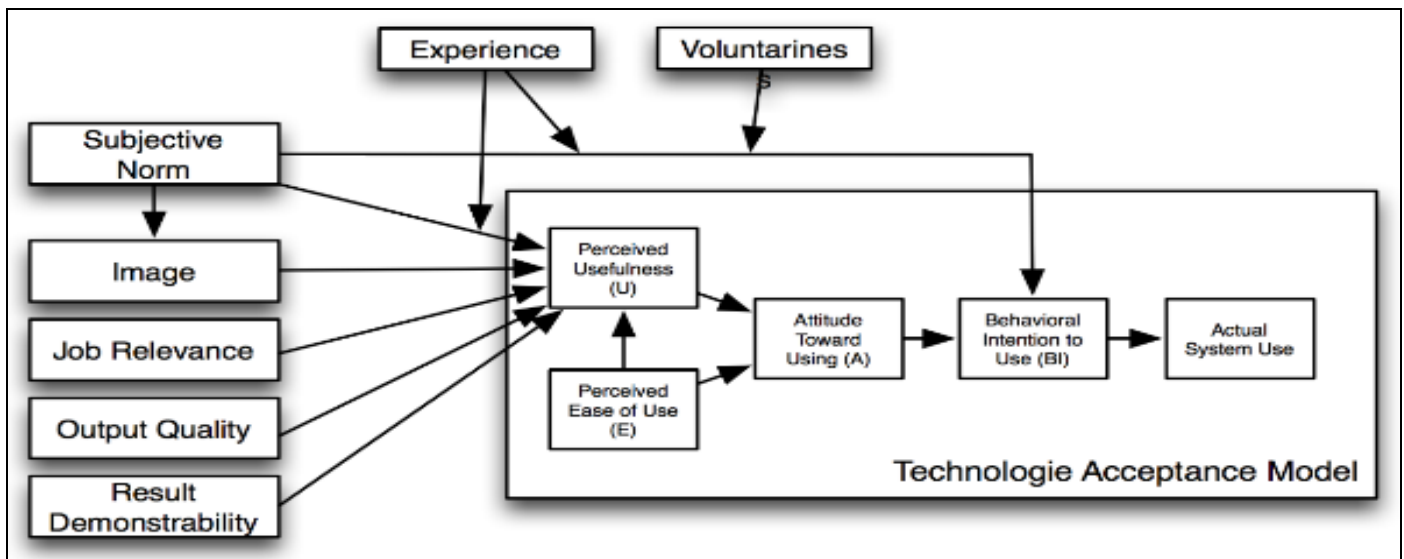 Experience
Voluntarines
s
Subjective
Norm
Image
Job Relevance
Output Quality
Result
Demonstrability
Perceived
Usefulness
(U)
Perceived
Ease of Use
(E)
Attitude
Toward
Using (A)
Behavioral
Intention to
Use (BI)
Actual
System Use
Technologie Acceptance Model